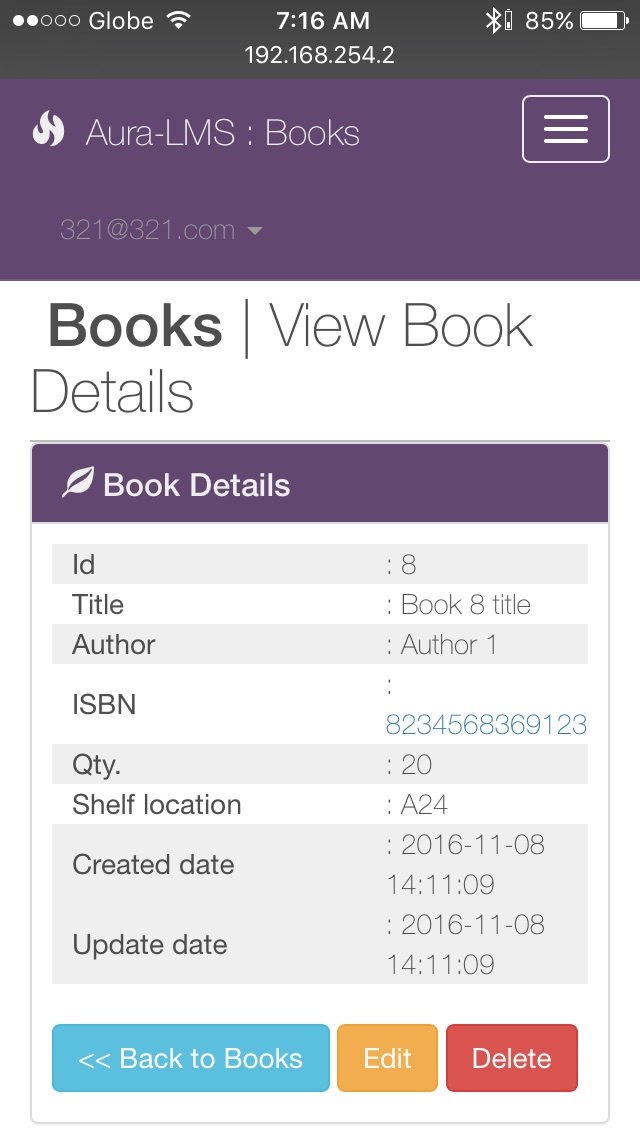 Globe 7:16 AM 85%
192.168.254.2
Aura-LMS : Books
321@321.com
Books | View Book
Details
Book Details
Id : 8
Title : Book 8 title
Author : Author 1
ISBN :
8234568369123
Qty. : 20
Shelf location : A24
Created date : 2016-11-08
14:11:09
Update date : 2016-11-08
14:11:09
<< Back to Books Edit Delete